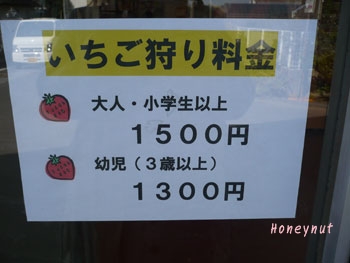 いちご狩り料金
大人・小学生以上
1500円
幼児（3歳以上）
1300円
Honeynut